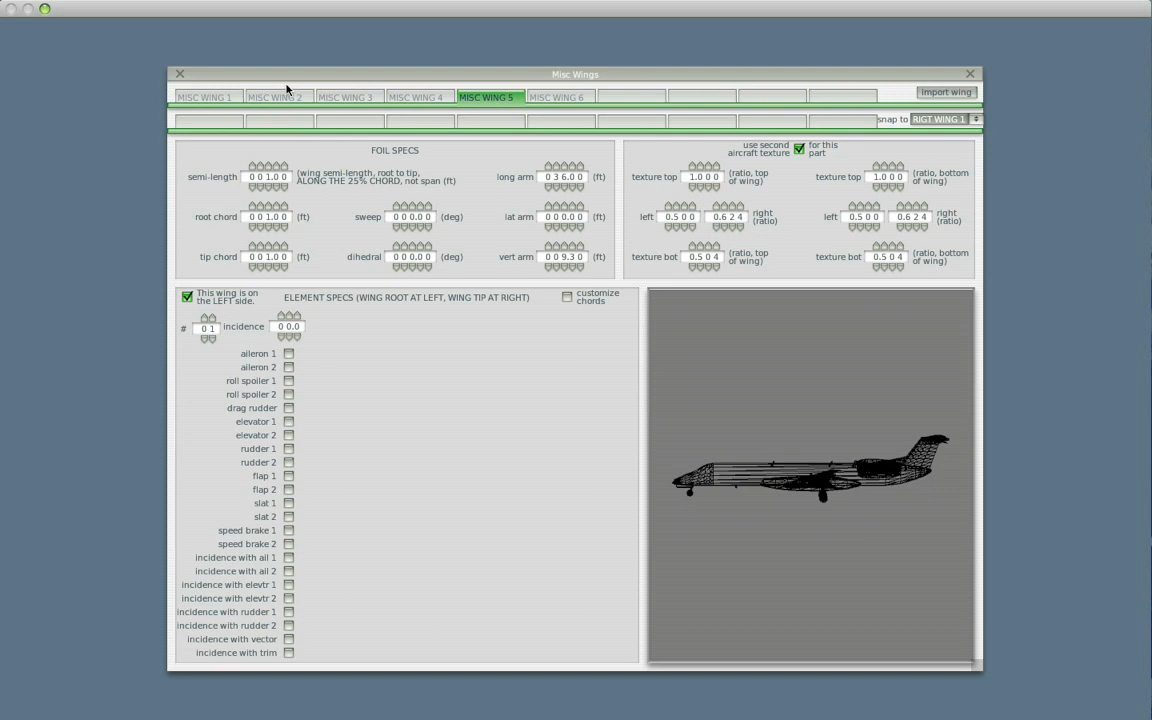 Misc Wings
MISC WING 1 MISC WING 2 MISC WING 3 MISC WING 4 MISC WING 5 MISC WING 6
import wing
snap to RIGT WING 1
FOIL SPECS
semi-length 0 0 1.0 0 (wing semi-length, root to tip,
ALONG THE 25% CHORD, not span (ft)
long arm 0 3 6.0 0 (ft)
root chord 0 0 1.0 0 (ft) sweep 0 0 0.0 0 (deg) lat arm 0 0 0.0 0 (ft)
tip chord 0 0 1.0 0 (ft) dihedral 0 0 0.0 0 (deg) vert arm 0 0 9.3 0 (ft)
use second
aircraft texture
for this
part
texture top 1.0 0 0 (ratio, top
of wing)
texture top 1.0 0 0 (ratio, bottom
of wing)
left 0.5 0 0 0.6 2 4 right
(ratio)
left 0.5 0 0 0.6 2 4 right
(ratio)
texture bot 0.5 0 4 (ratio, top
of wing)
texture bot 0.5 0 4 (ratio, bottom
of wing)
This wing is on
the LEFT side.
ELEMENT SPECS (WING ROOT AT LEFT, WING TIP AT RIGHT)
customize
chords
# 0 1 incidence 0 0.0
aileron 1
aileron 2
roll spoiler 1
roll spoiler 2
drag rudder
elevator 1
elevator 2
rudder 1
rudder 2
flap 1
flap 2
slat 1
slat 2
speed brake 1
speed brake 2
incidence with ail 1
incidence with ail 2
incidence with elevtr 1
incidence with elevtr 2
incidence with rudder 1
incidence with rudder 2
incidence with vector
incidence with trim